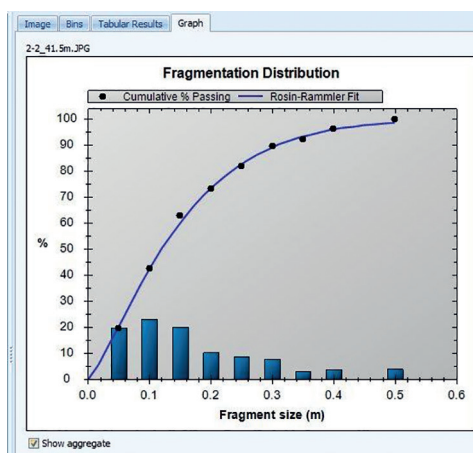 Image Bins Tabular Results Graph
2-2_41.5m.JPG
Fragmentation Distribution
Cumulative % Passing Rosin-Rammler Fit
100
90
80
70
60
50
40
30
20
10
0
%
0.0 0.1 0.2 0.3 0.4 0.5 0.6
Fragment size (m)
Show aggregate